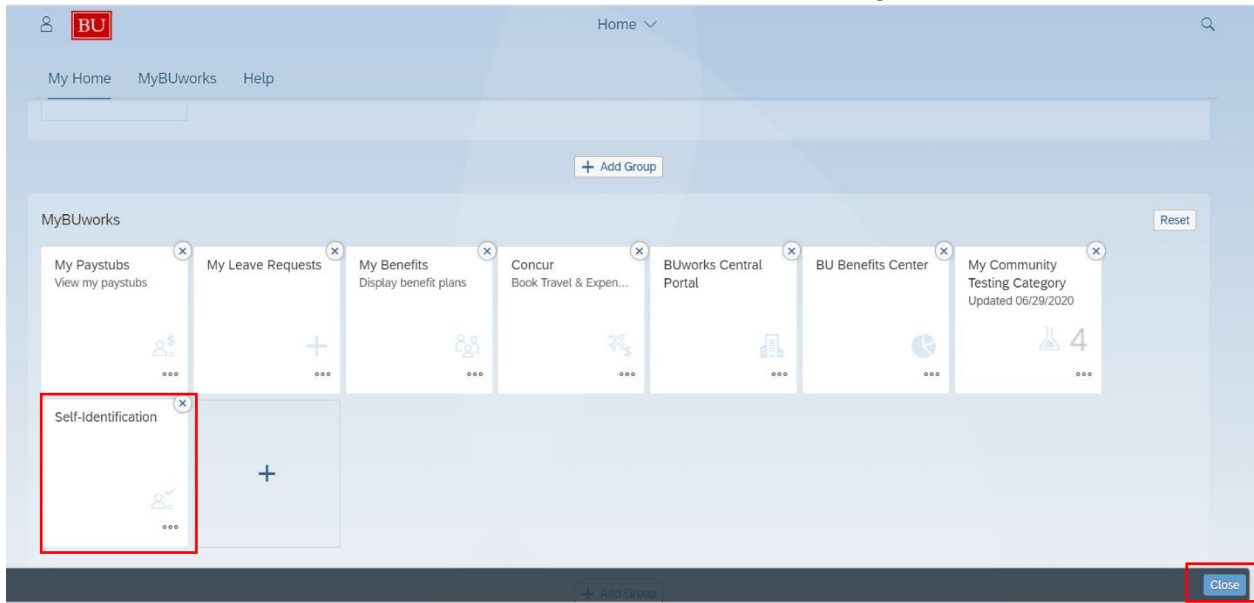 BU
Home
My Home MyBUworks Help
+ Add Group
MyBUworks
Reset
My Paystubs
View my paystubs
My Leave Requests
My Benefits
Display benefit plans
Concur
Book Travel & Expen...
BUworks Central
Portal
BU Benefits Center
My Community
Testing Category
Updated 06/29/2020
4
Self-Identification
+
+ Add Group
Close